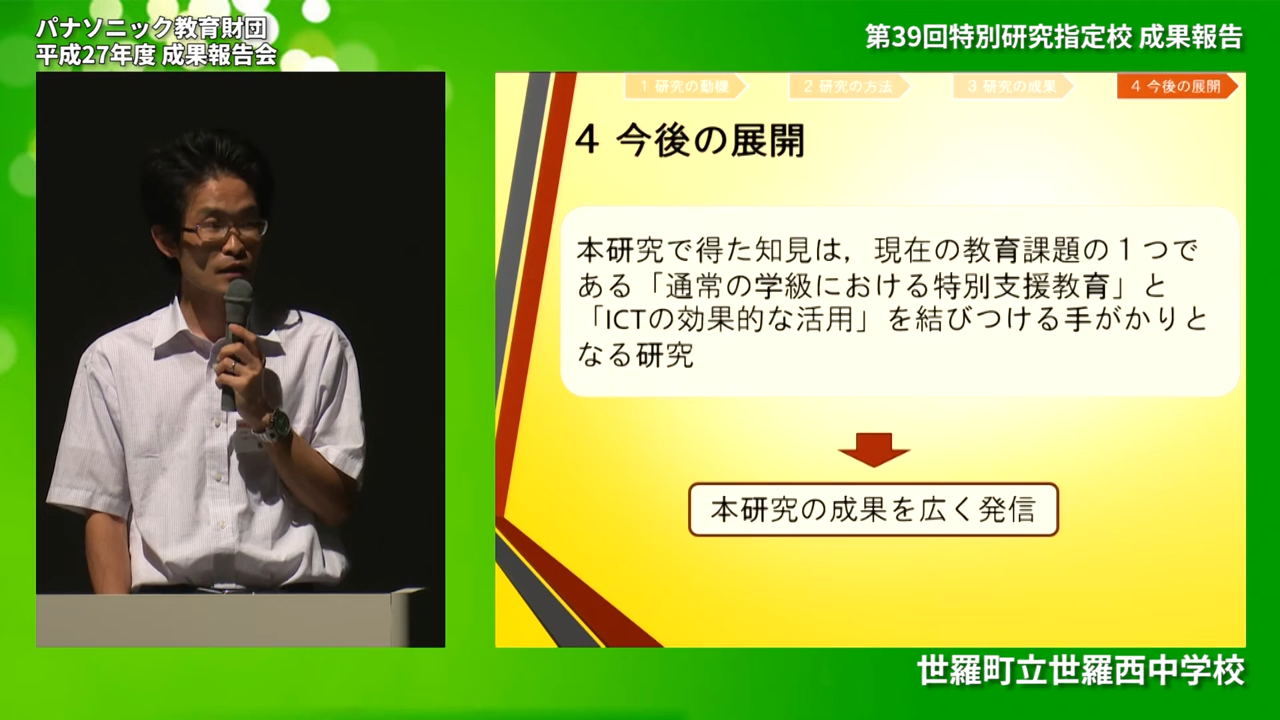 パナソニック教育財団
平成27年度 成果報告会
第39回特別研究指定校 成果報告
1 研究の動機
2 研究の方法
3 研究の成果
4 今後の展開
4 今後の展開
本研究で得た知見は，現在の教育課題の１つで
ある「通常の学級における特別支援教育」と
「ICTの効果的な活用」を結びつける手がかりと
なる研究
本研究の成果を広く発信
世羅町立世羅西中学校